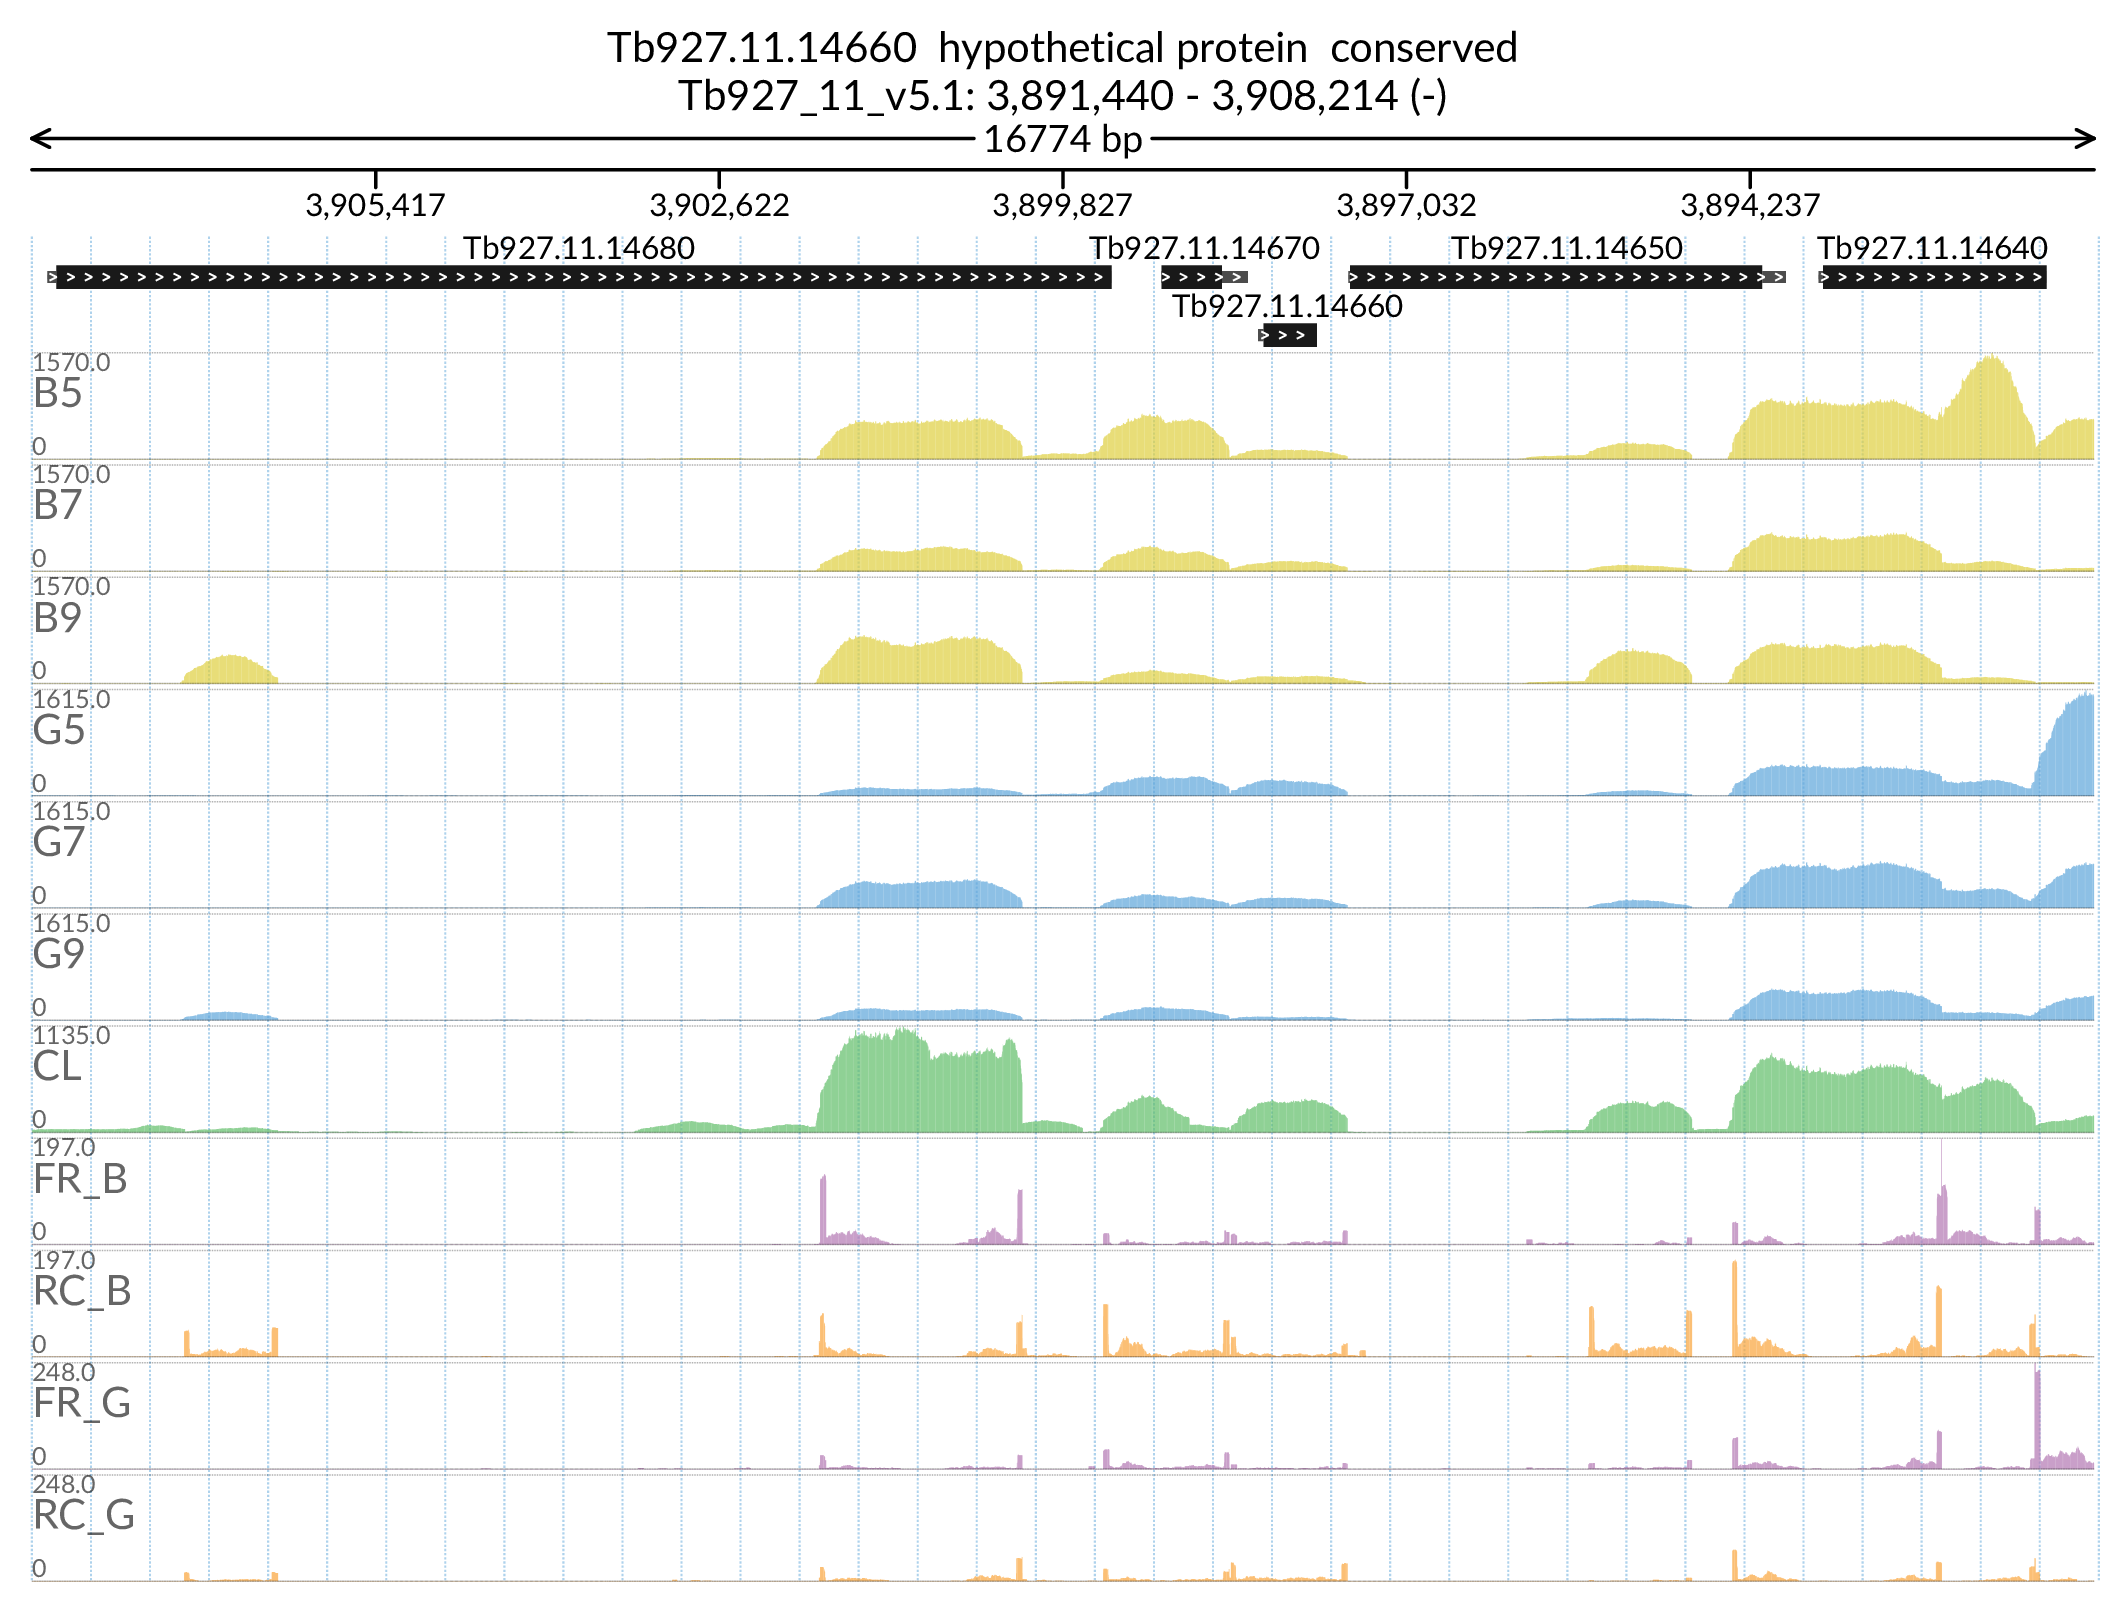 Tb927.11.14660 hypothetical protein conserved
Tb927_11_v5.1: 3,891,440 - 3,908,214 (-)
16774 bp
3,905,417 3,902,622 3,899,827 3,897,032 3,894,237
Tb927.11.14680 Tb927.11.14670 Tb927.11.14650 Tb927.11.14640
Tb927.11.14660
1570.0
B5
0
1570.0
B7
0
1570.0
B9
0
1615.0
G5
0
1615.0
G7
0
1615.0
G9
0
1135.0
CL
0
197.0
FR_B
0
197.0
RC_B
0
248.0
FR_G
0
248.0
RC_G
0